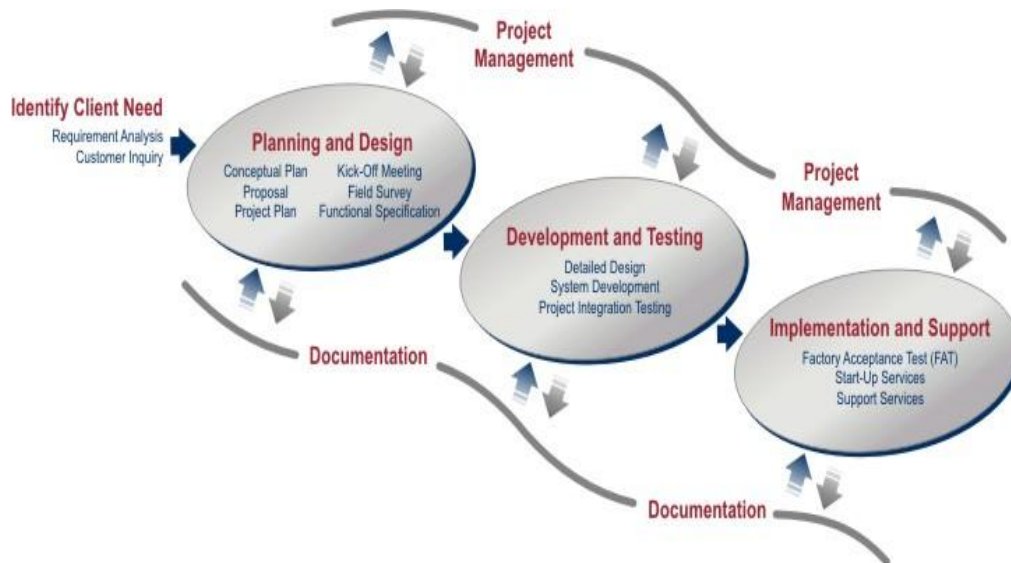 Project
Management
Identify Client Need
Requirement Analysis
Customer Inquiry
Planning and Design
Conceptual Plan
Proposal
Project Plan
Kick-Off Meeting
Field Survey
Functional Specification
Project
Management
Development and Testing
Detailed Design
System Development
Project Integration Testing
Documentation
Implementation and Support
Factory Acceptance Test (FAT)
Start-Up Services
Support Services
Documentation